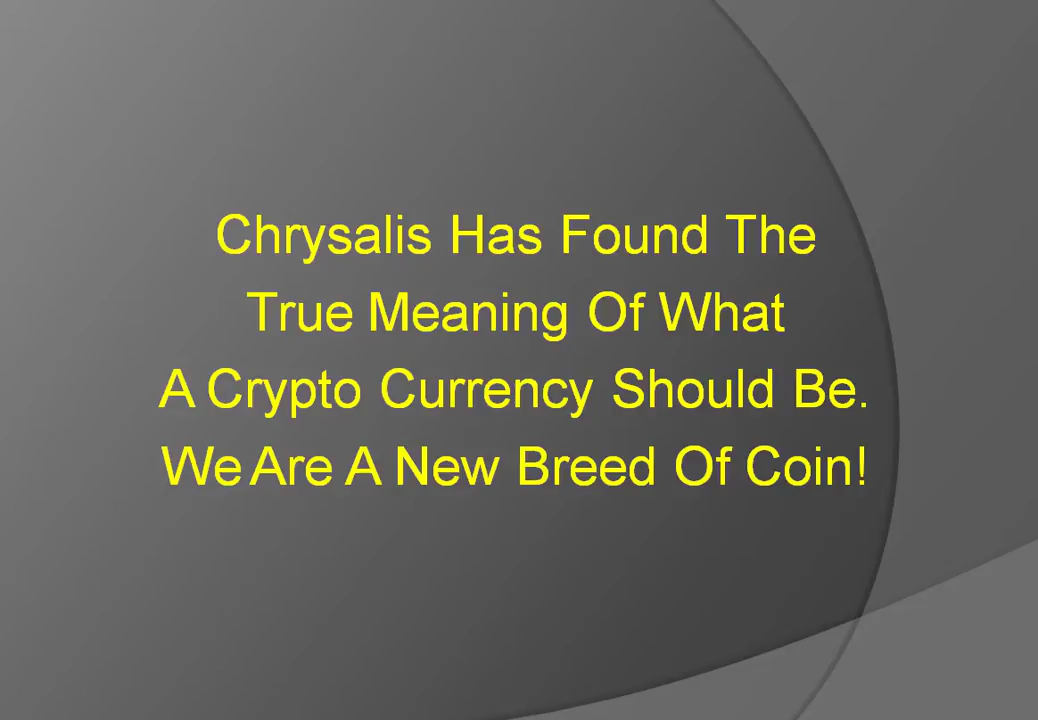 Chrysalis Has Found The
True Meaning Of What
A Crypto Currency Should Be.
We Are A New Breed Of Coin!